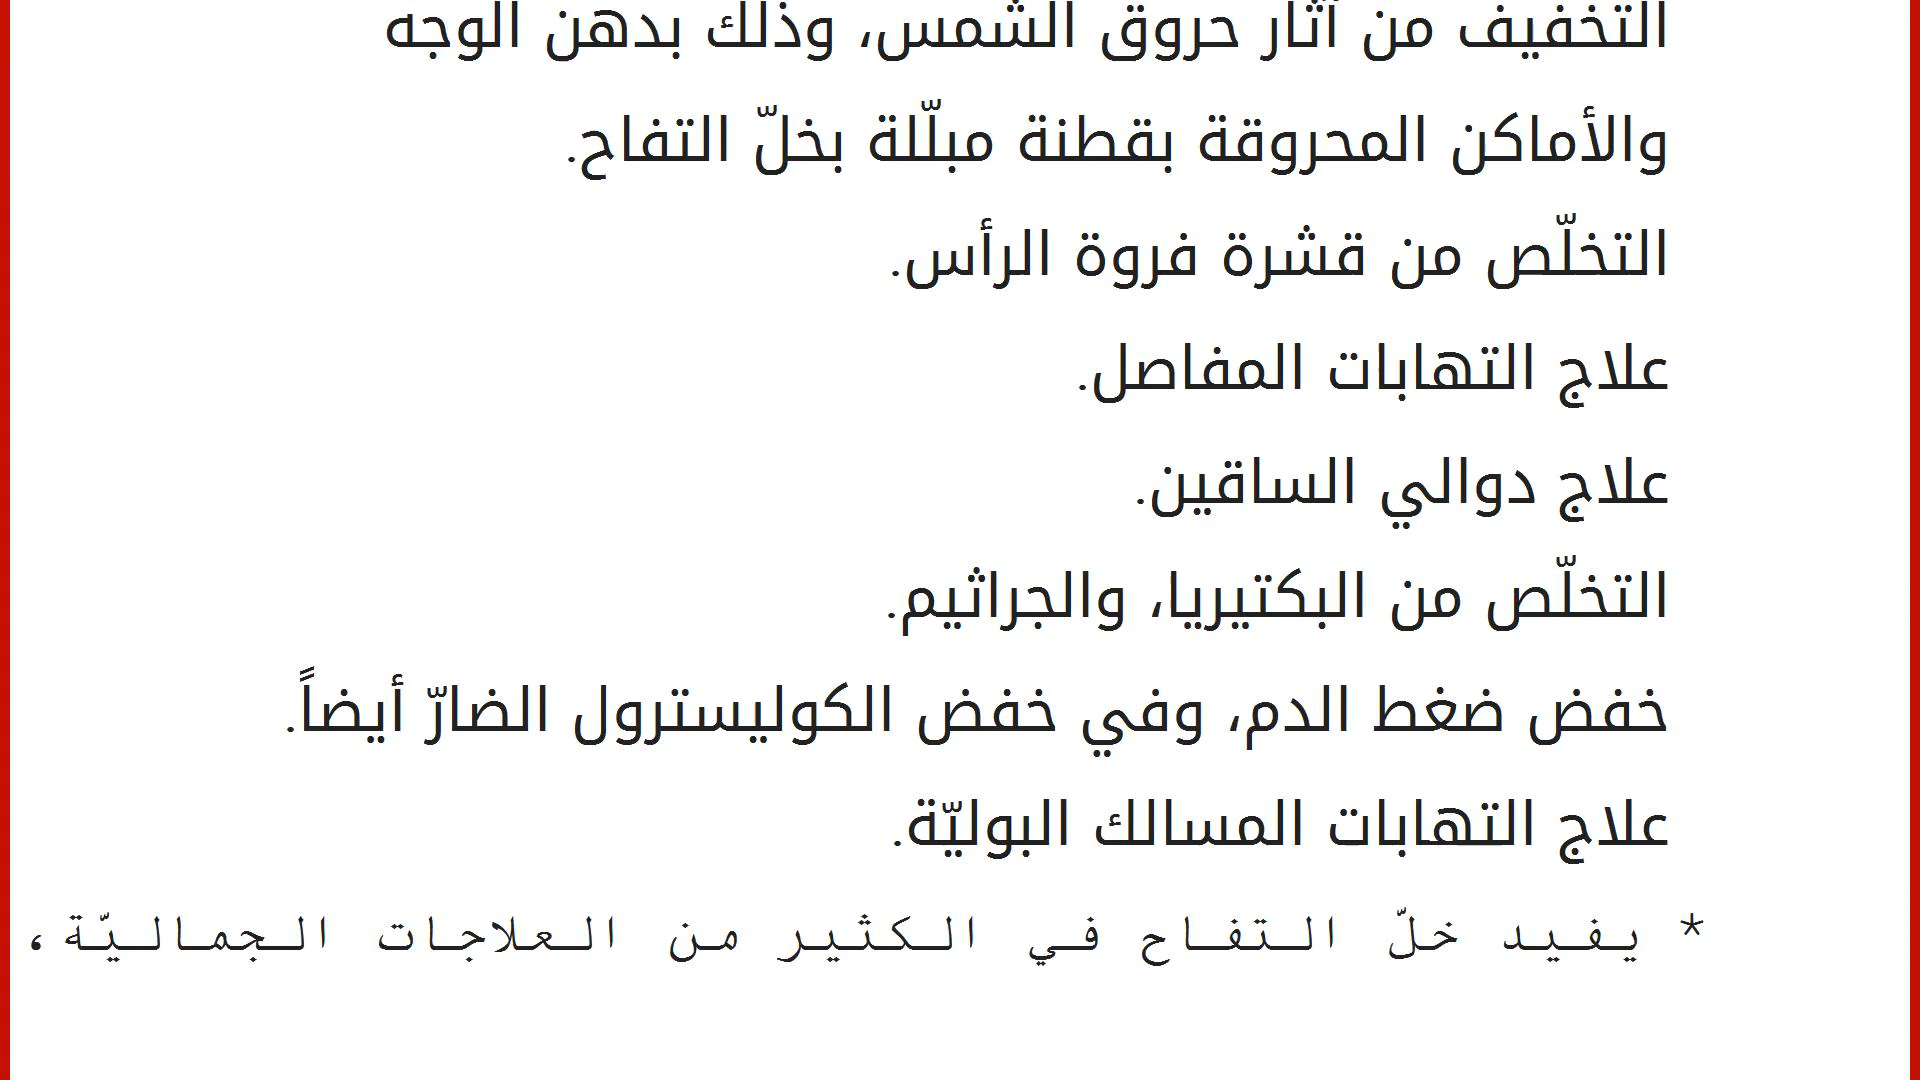 التخفيف من آثار حروق الشمس، وذلك بدهن الوجه
والأماكن المحروقة بقطنة مبلّلة بخلّ التفاح.
التخلّص من قشرة فروة الرأس.
علاج التهابات المفاصل.
علاج دوالي الساقين.
التخلّص من البكتيريا، والجراثيم.
خفض ضغط الدم، وفي خفض الكوليسترول الضارّ أيضاً.
علاج التهابات المسالك البوليّة.
* يفيد خلّ التفاح في الكثير من العلاجات الجماليّة،